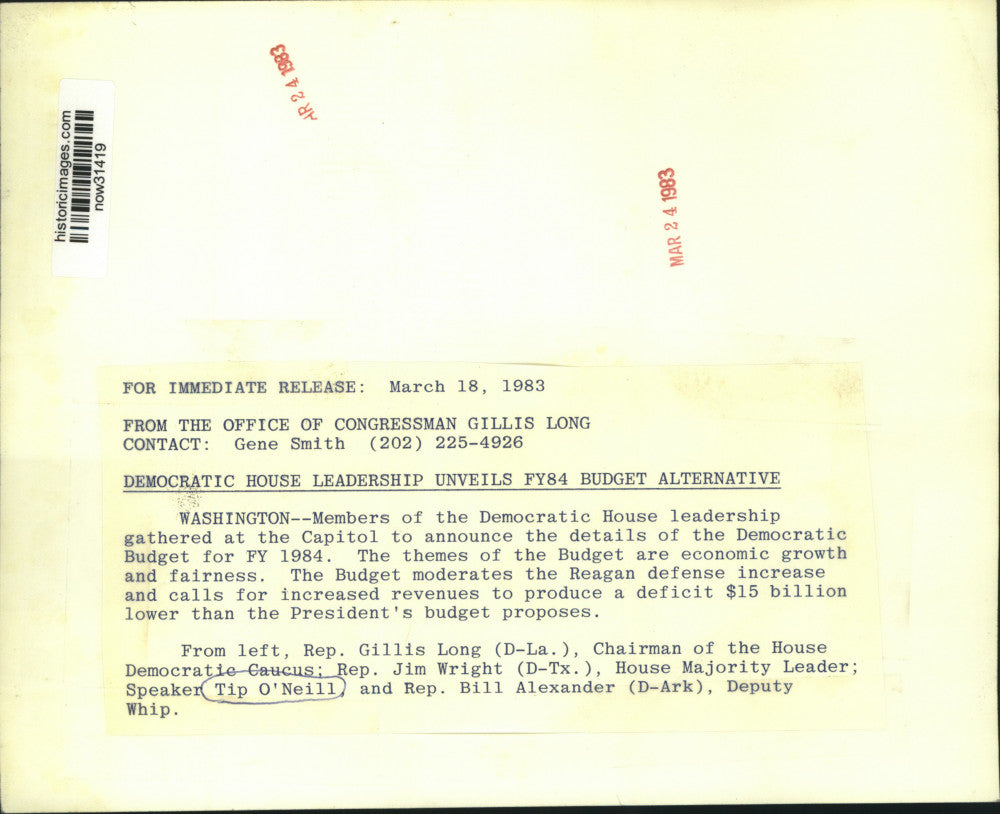 historicimages.com
now31419
AR 24 1983
MAR 24 1983
FOR IMMEDIATE RELEASE: March 18, 1983
FROM THE OFFICE OF CONGRESSMAN GILLIS LONG
CONTACT: Gene Smith (202) 225-4926
DEMOCRATIC HOUSE LEADERSHIP UNVEILS FY84 BUDGET ALTERNATIVE
WASHINGTON--Members of the Democratic House leadership
gathered at the Capitol to announce the details of the Democratic
Budget for FY 1984. The themes of the Budget are economic growth
and fairness. The Budget moderates the Reagan defense increase
and calls for increased revenues to produce a deficit $15 billion
lower than the President's budget proposes.
From left, Rep. Gillis Long (D-La.), Chairman of the House
Democratic Caucus; Rep. Jim Wright (D-Tx.), House Majority Leader;
Speaker Tip O'Neill, and Rep. Bill Alexander (D-Ark), Deputy
Whip.